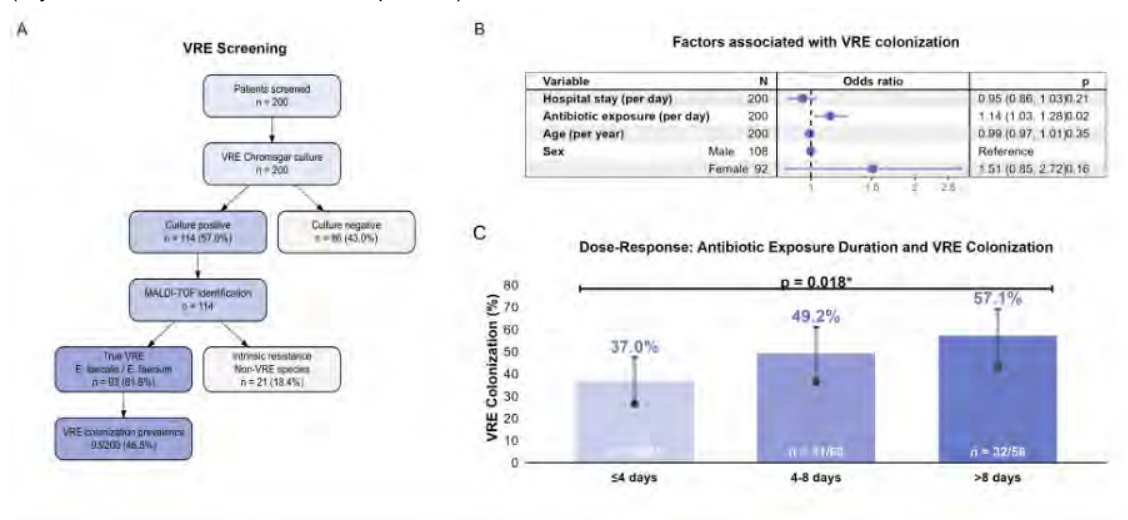 A
VRE Screening
Patients screened
n = 200
VRE Chromagar culture
n = 200
Culture positive
n = 114 (57.0%)
Culture negative
n = 86 (43.0%)
MALDI-TOF identification
n = 114
True VRE
E. faecalis / E. faecium
n = 93 (81.6%)
Intrinsic resistance
Non-VRE species
n = 21 (18.4%)
VRE colonization prevalence
93/200 (46.5%)
B
Factors associated with VRE colonization
Variable N Odds ratio p
Hospital stay (per day) 200 0.95 (0.86, 1.03)0.21
Antibiotic exposure (per day) 200 1.14 (1.03, 1.28)0.02
Age (per year) 200 0.99 (0.97, 1.01)0.35
Sex Male 108 Reference
Female 92 1.51 (0.85, 2.72)0.16
1 1.5 2 2.5
C
Dose-Response: Antibiotic Exposure Duration and VRE Colonization
p = 0.018*
VRE Colonization (%)
80
70
60
50
40
30
20
10
0
37.0%
49.2%
57.1%
n = 32/56
≤4 days
4-8 days
>8 days